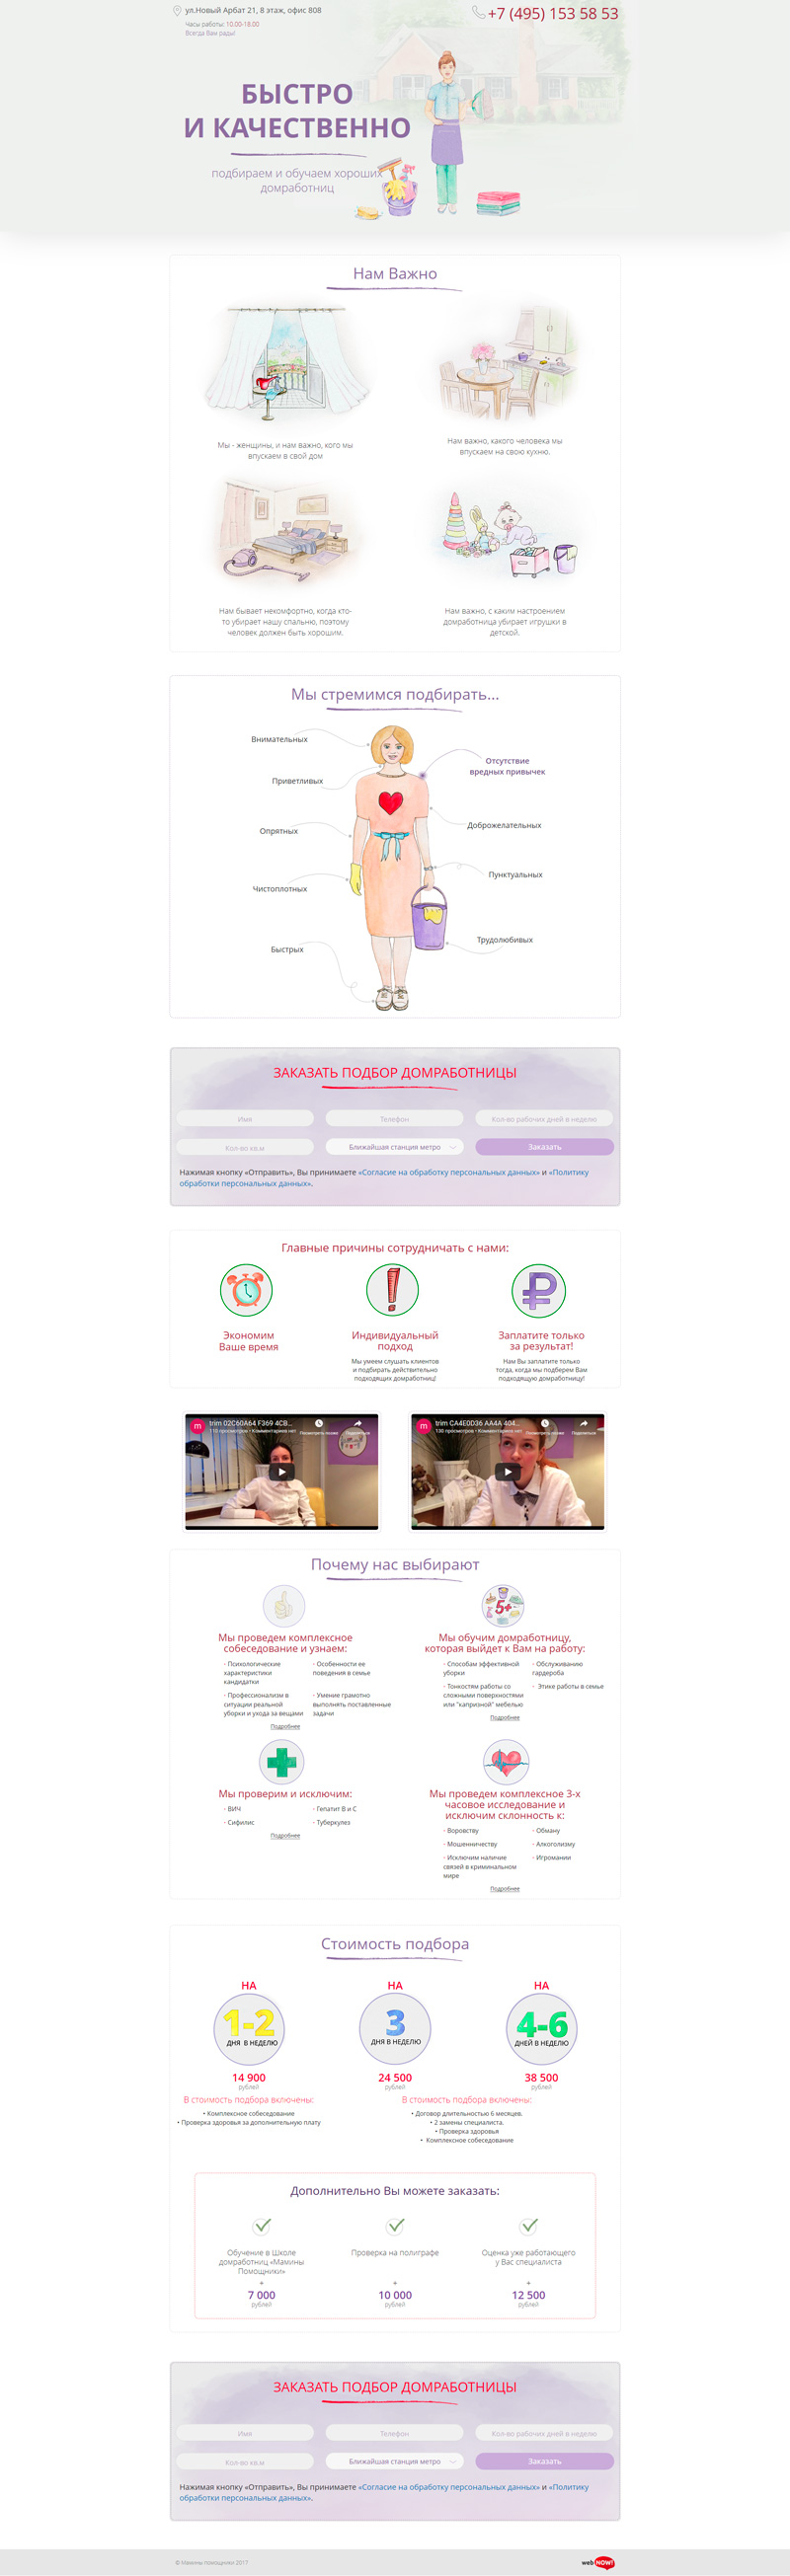 ул.Новый Арбат 21, 8 этаж, офис 808
Часы работы: 10.00-18.00
Всегда Вам рады!
+7 (495) 153 58 53
БЫСТРО
И КАЧЕСТВЕННО
подбираем и обучаем хороших
домработниц
Нам Важно
Мы - женщины, и нам важно, кого мы
впускаем в свой дом
Нам важно, какого человека мы
впускаем на свою кухню.
Нам бывает некомфортно, когда кто-
то убирает нашу спальню, поэтому
человек должен быть хорошим.
Нам важно, с каким настроением
домработница убирает игрушки в
детской.
Мы стремимся подбирать...
Внимательных
Приветливых
Опрятных
Чистоплотных
Быстрых
Отсутствие
вредных привычек
Доброжелательных
Пунктуальных
Трудолюбивых
ЗАКАЗАТЬ ПОДБОР ДОМРАБОТНИЦЫ
Имя
Телефон
Кол-во рабочих дней в неделю
Кол-во кв.м
Ближайшая станция метро
Заказать
Нажимая кнопку «Отправить», Вы принимаете «Согласие на обработку персональных данных» и «Политику
обработки персональных данных».
Главные причины сотрудничать с нами:
Экономим
Ваше время
Индивидуальный
подход
Мы умеем слушать клиентов
и подбирать действительно
подходящих домработниц!
Заплатите только
за результат!
Нам Вы заплатите только
тогда, когда мы подберем Вам
подходящую домработницу!
m
trim 02C60A64 F369 4CB...
Комментариев нет
Посмотреть позже
Поделиться
m
trim CA4E0D36 AA4A 404...
Комментариев нет
Посмотреть позже
Поделиться
Почему нас выбирают
Мы проведем комплексное
собеседование и узнаем:
- Психологические
характеристики
кандидатки
- Профессионализм в
ситуации реальной
уборки и ухода за вещами
- Особенности ее
поведения в семье
- Умение грамотно
выполнять поставленные
задачи
Подробнее
5+
Мы обучим домработницу,
которая выйдет к Вам на работу:
- Способам эффективной
уборки
- Тонкостям работы со
сложными поверхностями
или "капризной" мебелью
- Обслуживанию
гардероба
- Этике работы в семье
Подробнее
Мы проверим и исключим:
- ВИЧ
- Сифилис
- Гепатит В и С
- Туберкулез
Подробнее
Мы проведем комплексное 3-х
часовое исследование и
исключим склонность к:
- Воровству
- Мошенничеству
- Исключим наличие
связей в криминальном
мире
- Обману
- Алкоголизму
- Игромании
Подробнее
Стоимость подбора
НА
1-2
ДНЯ В НЕДЕЛЮ
14 900
рублей
НА
3
ДНЯ В НЕДЕЛЮ
24 500
рублей
НА
4-6
ДНЕЙ В НЕДЕЛЮ
38 500
рублей
В стоимость подбора включены:
• Комплексное собеседование
• Проверка здоровья за дополнительную плату
В стоимость подбора включены:
• Договор длительностью 6 месяцев.
• 2 замены специалиста.
• Проверка здоровья
• Комплексное собеседование
Дополнительно Вы можете заказать:
Обучение в Школе
домработниц «Мамины
Помощники»
+
7 000
рублей
Проверка на полиграфе
+
10 000
рублей
Оценка уже работающего
у Вас специалиста
+
12 500
рублей
ЗАКАЗАТЬ ПОДБОР ДОМРАБОТНИЦЫ
Имя
Телефон
Кол-во рабочих дней в неделю
Кол-во кв.м
Ближайшая станция метро
Заказать
Нажимая кнопку «Отправить», Вы принимаете «Согласие на обработку персональных данных» и «Политику
обработки персональных данных».
© Мамины помощники 2017
web NOW!